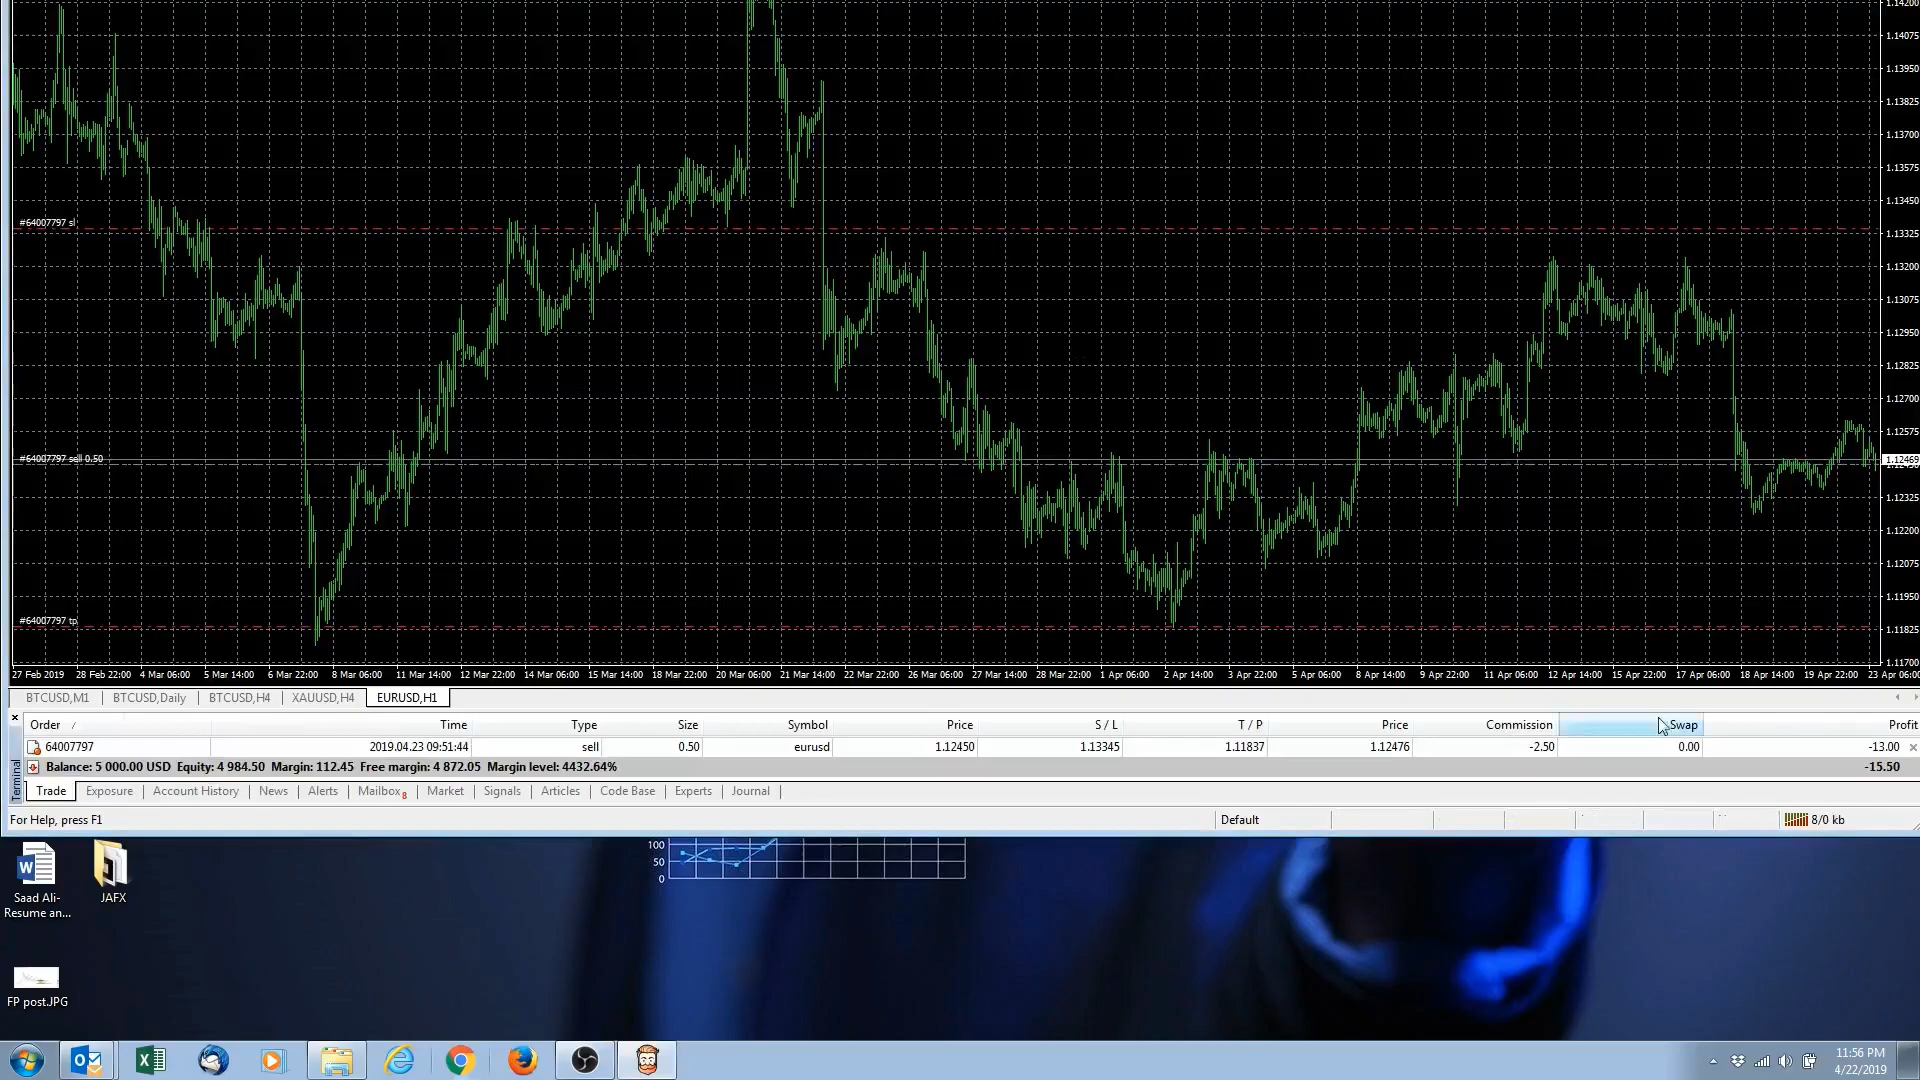 1.14200
1.14075
1.13950
1.13825
1.13700
1.13575
1.13450
#64007797 sl
1.13325
1.13200
1.13075
1.12950
1.12825
1.12700
1.12575
#64007797 sell 0.50
1.12469
1.12325
1.12200
1.12075
1.11950
#64007797 tp
1.11825
1.11700
27 Feb 2019 28 Feb 22:00 4 Mar 06:00 5 Mar 14:00 6 Mar 22:00 8 Mar 06:00 11 Mar 14:00 12 Mar 22:00 14 Mar 06:00 15 Mar 14:00 18 Mar 22:00 20 Mar 06:00 21 Mar 14:00 22 Mar 22:00 26 Mar 06:00 27 Mar 14:00 28 Mar 22:00 1 Apr 06:00 2 Apr 14:00 3 Apr 22:00 5 Apr 06:00 8 Apr 14:00 9 Apr 22:00 11 Apr 06:00 12 Apr 14:00 15 Apr 22:00 17 Apr 06:00 18 Apr 14:00 19 Apr 22:00 23 Apr 06:00
BTCUSD,M1 BTCUSD,Daily BTCUSD,H4 XAUUSD,H4 EURUSD,H1
Order Time Type Size Symbol Price S / L T / P Price Commission Swap Profit
64007797 2019.04.23 09:51:44 sell 0.50 eurusd 1.12450 1.13345 1.11837 1.12476 -2.50 0.00 -13.00
Balance: 5 000.00 USD Equity: 4 984.50 Margin: 112.45 Free margin: 4 872.05 Margin level: 4432.64% -15.50
Terminal
Trade Exposure Account History News Alerts Mailbox 8 Market Signals Articles Code Base Experts Journal
For Help, press F1 Default 8/0 kb
100
50
0
Saad Ali-
Resume an...
JAFX
FP post.JPG
11:56 PM
4/22/2019